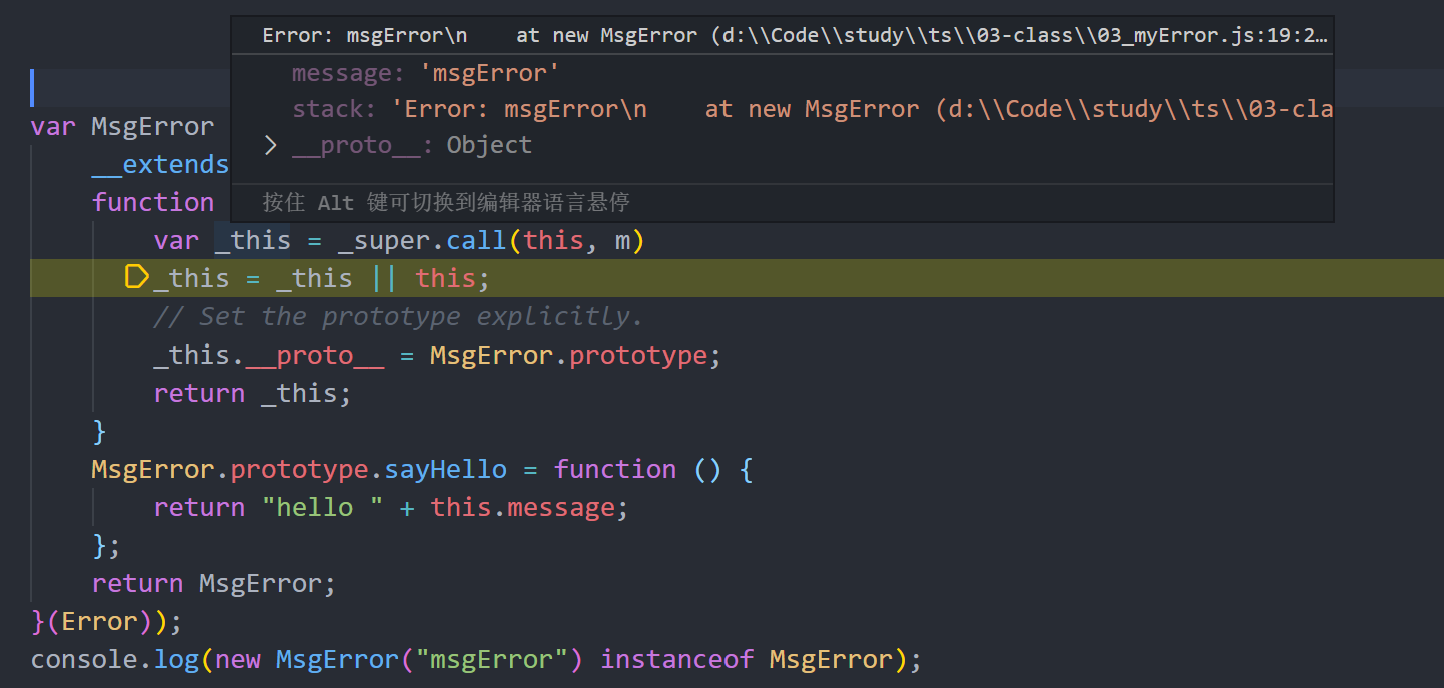 Error: msgError\n    at new MsgError (d:\\Code\\study\\ts\\03-class\\03_myError.js:19:2…
message: 'msgError'
stack: 'Error: msgError\n    at new MsgError (d:\\Code\\study\\ts\\03-cla
__proto__: Object
按住 Alt 键可切换到编辑器语言悬停
var MsgError
    __extends
    function
        var _this = _super.call(this, m)
        _this = _this || this;
        // Set the prototype explicitly.
        _this.__proto__ = MsgError.prototype;
        return _this;
    }
    MsgError.prototype.sayHello = function () {
        return "hello " + this.message;
    };
    return MsgError;
}(Error));
console.log(new MsgError("msgError") instanceof MsgError);